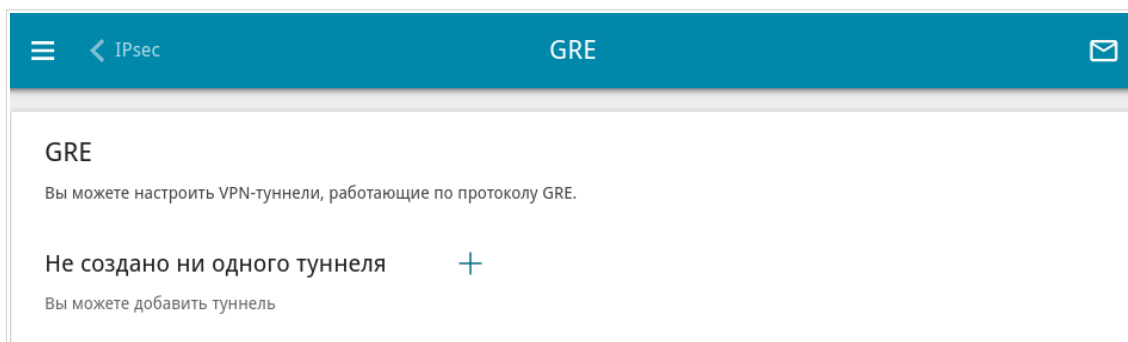 IPsec
GRE
GRE
Вы можете настроить VPN-туннели, работающие по протоколу GRE.
Не создано ни одного туннеля
Вы можете добавить туннель